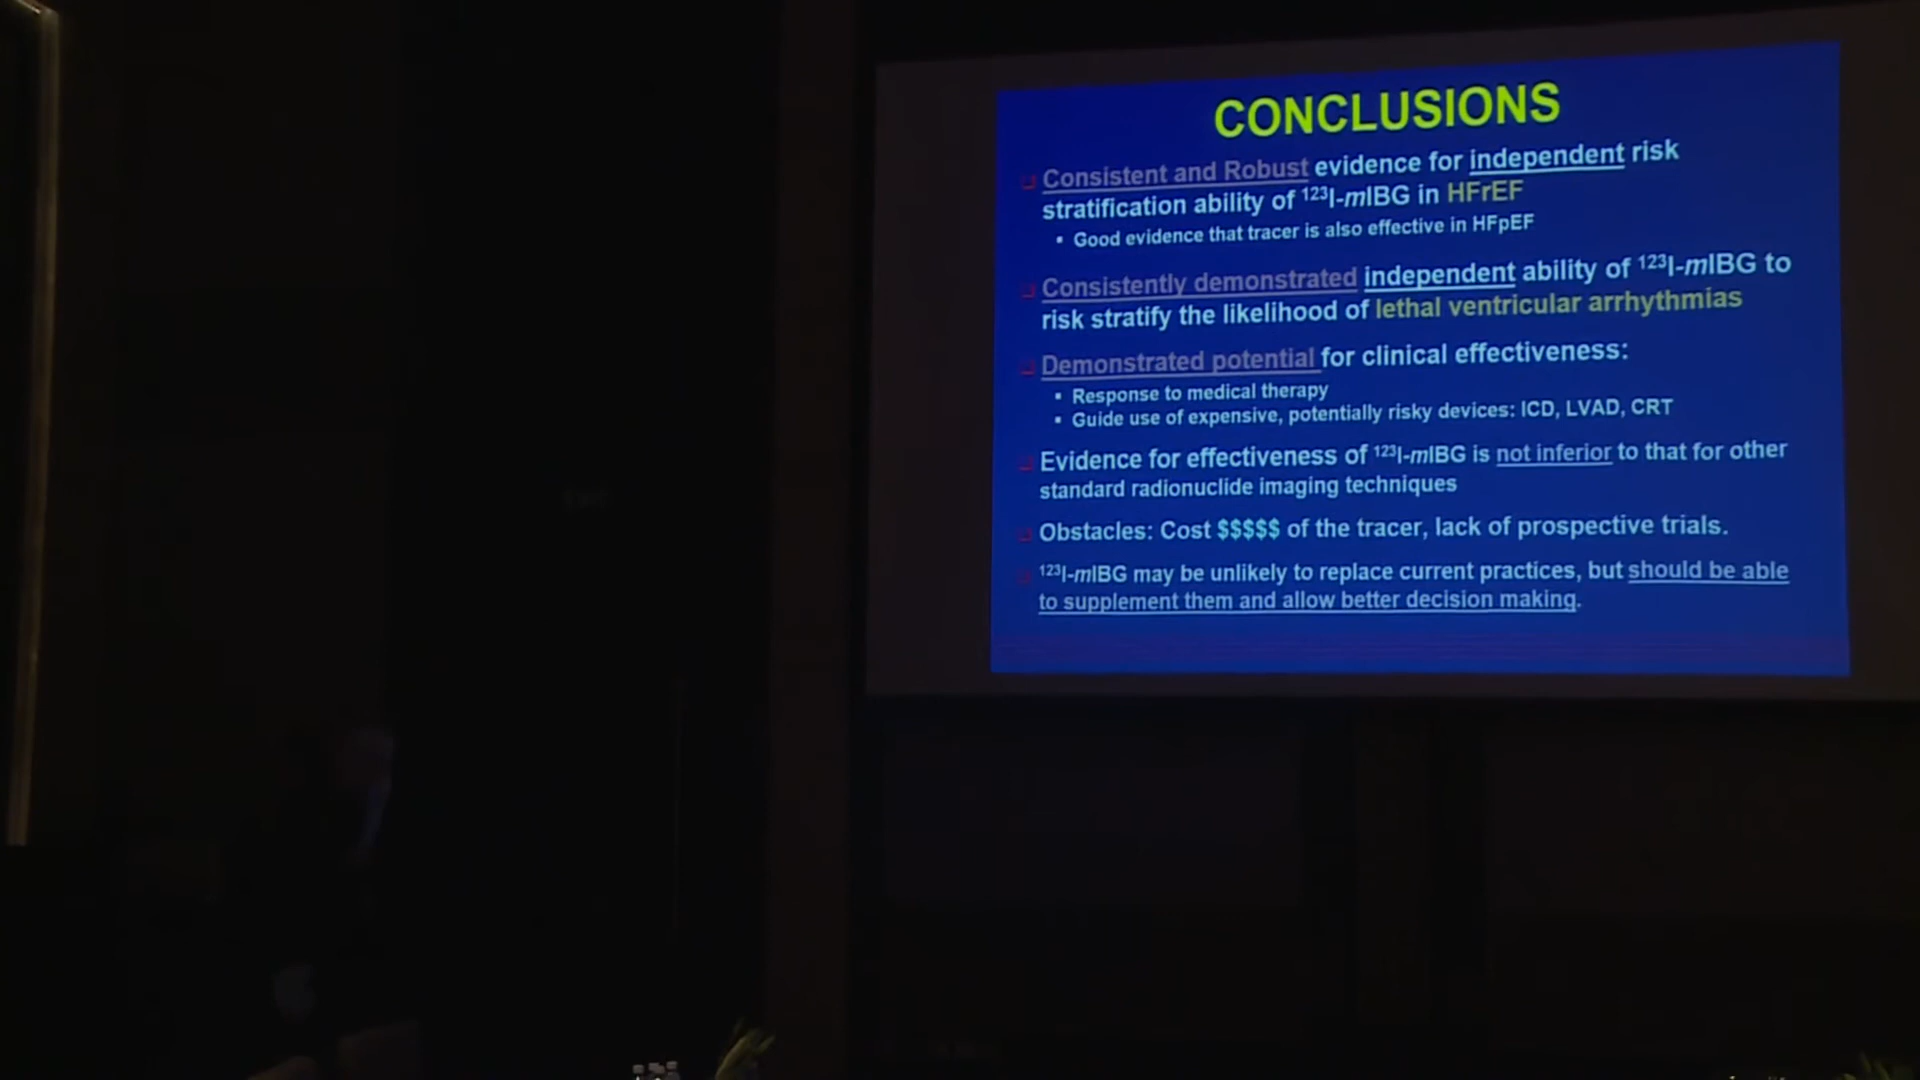 CONCLUSIONS
Consistent and Robust evidence for independent risk
stratification ability of ¹²³I-mIBG in HFrEF
▪ Good evidence that tracer is also effective in HFpEF
Consistently demonstrated independent ability of ¹²³I-mIBG to
risk stratify the likelihood of lethal ventricular arrhythmias
Demonstrated potential for clinical effectiveness:
▪ Response to medical therapy
▪ Guide use of expensive, potentially risky devices: ICD, LVAD, CRT
Evidence for effectiveness of ¹²³I-mIBG is not inferior to that for other
standard radionuclide imaging techniques
Obstacles: Cost $$$$$ of the tracer, lack of prospective trials.
¹²³I-mIBG may be unlikely to replace current practices, but should be able
to supplement them and allow better decision making.